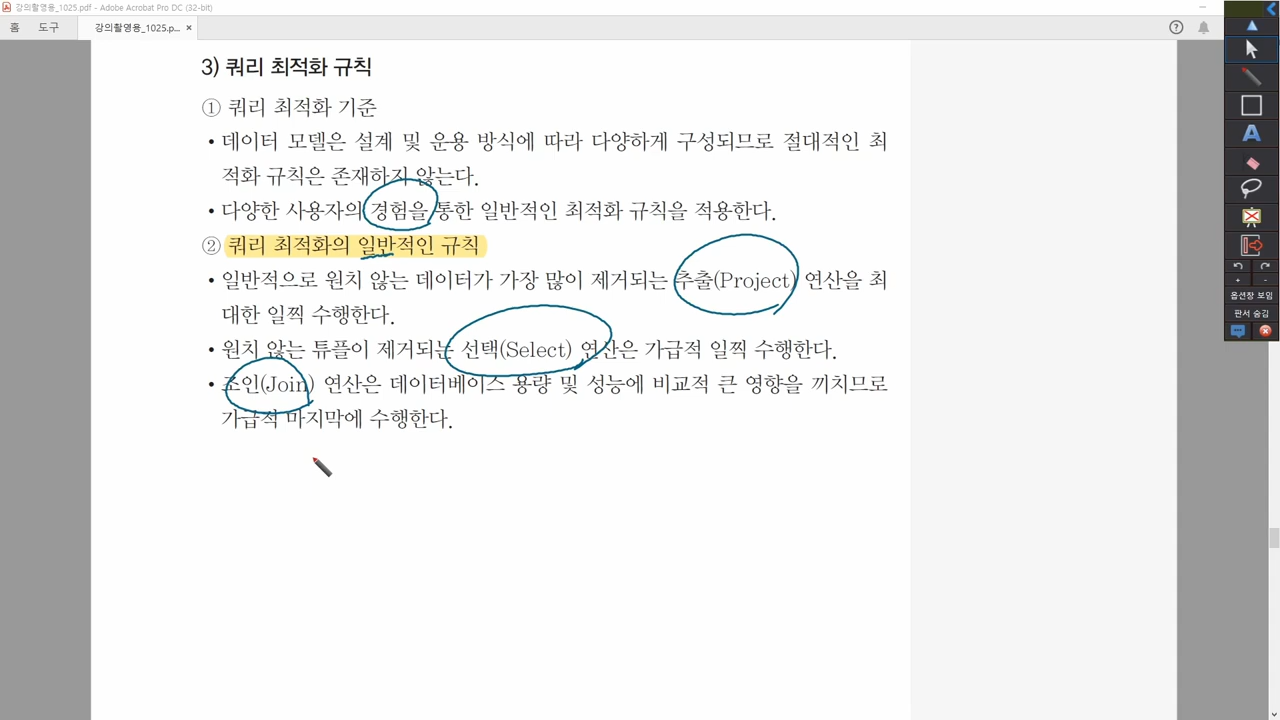 강의촬영용_1025.pdf - Adobe Acrobat Pro DC (32-bit)
홈 도구 강의촬영용_1025.p... ×
3) 쿼리 최적화 규칙
① 쿼리 최적화 기준
• 데이터 모델은 설계 및 운용 방식에 따라 다양하게 구성되므로 절대적인 최
적화 규칙은 존재하지 않는다.
• 다양한 사용자의 경험을 통한 일반적인 최적화 규칙을 적용한다.
② 쿼리 최적화의 일반적인 규칙
• 일반적으로 원치 않는 데이터가 가장 많이 제거되는 추출(Project) 연산을 최
대한 일찍 수행한다.
• 원치 않는 튜플이 제거되는 선택(Select) 연산은 가급적 일찍 수행한다.
• 조인(Join) 연산은 데이터베이스 용량 및 성능에 비교적 큰 영향을 끼치므로
가급적 마지막에 수행한다.
A
옵션창 보임
판서 숨김